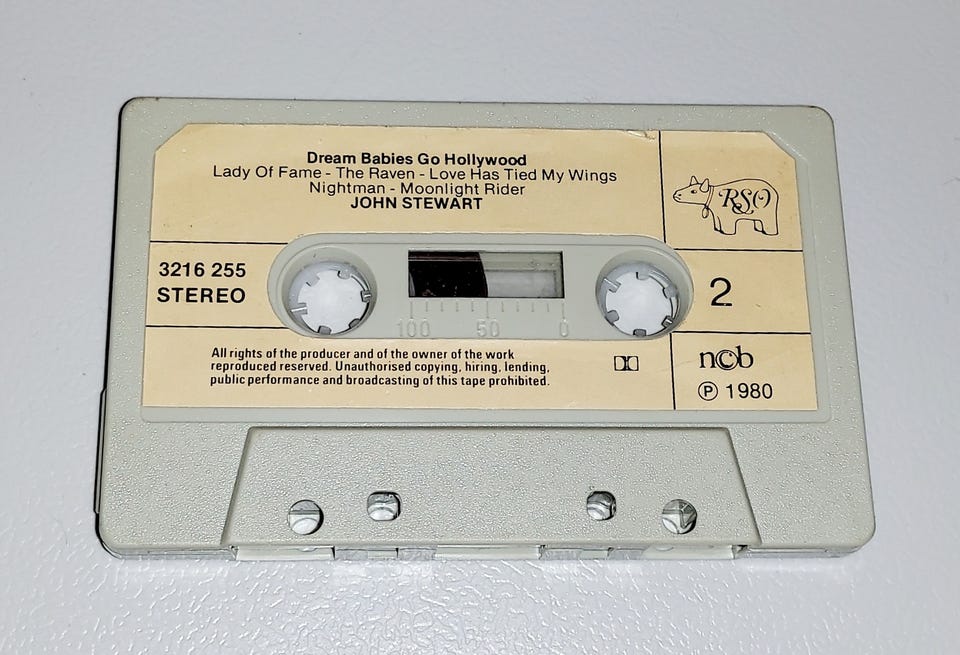 Dream Babies Go Hollywood
Lady Of Fame - The Raven - Love Has Tied My Wings
Nightman - Moonlight Rider
JOHN STEWART
RSO
3216 255
STEREO
2
100 50 0
All rights of the producer and of the owner of the work
reproduced reserved. Unauthorised copying, hiring, lending,
public performance and broadcasting of this tape prohibited.
n©b
℗ 1980